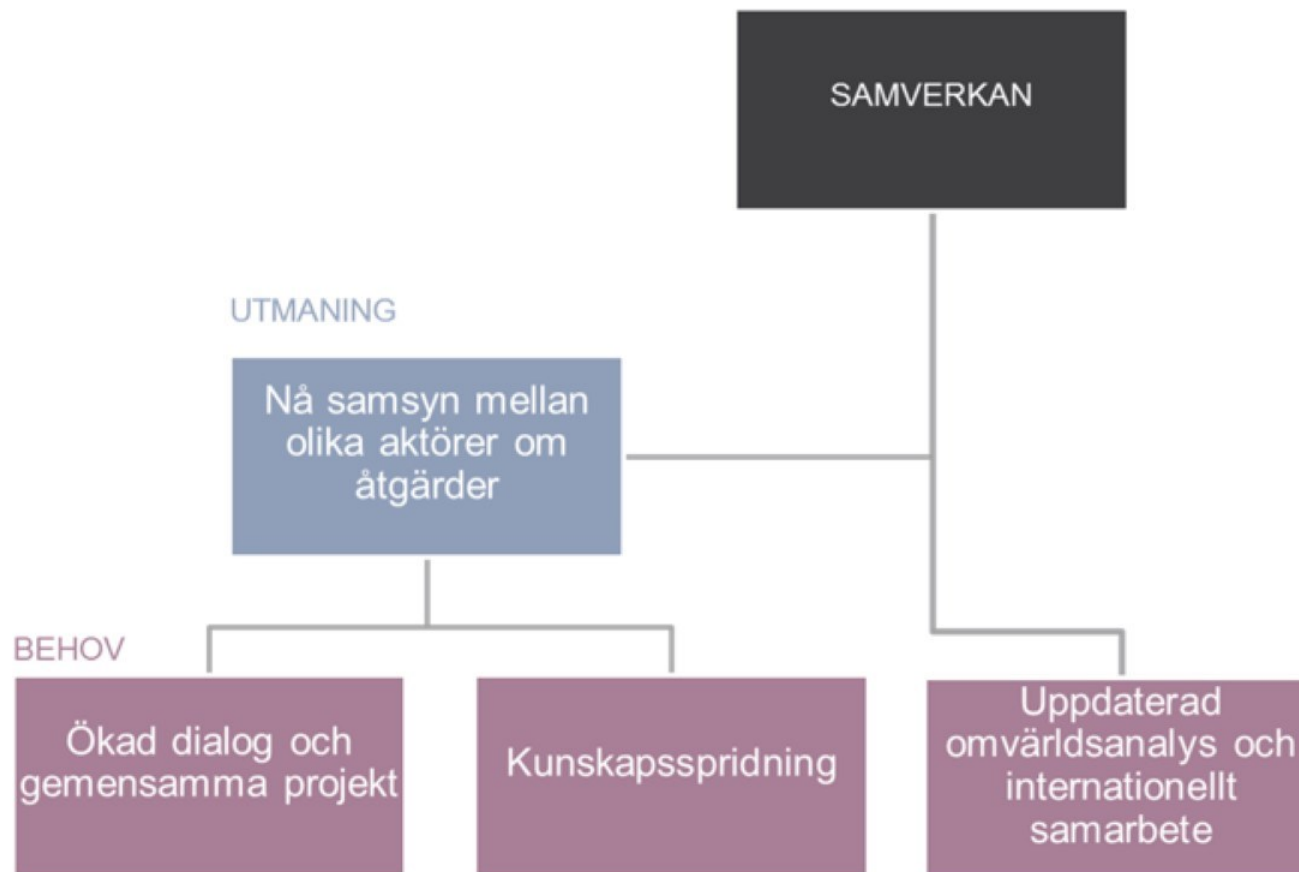 SAMVERKAN
UTMANING
Nå samsyn mellan
olika aktörer om
åtgärder
BEHOV
Ökad dialog och
gemensamma projekt
Kunskapsspridning
Uppdaterad
omvärldsanalys och
internationellt
samarbete